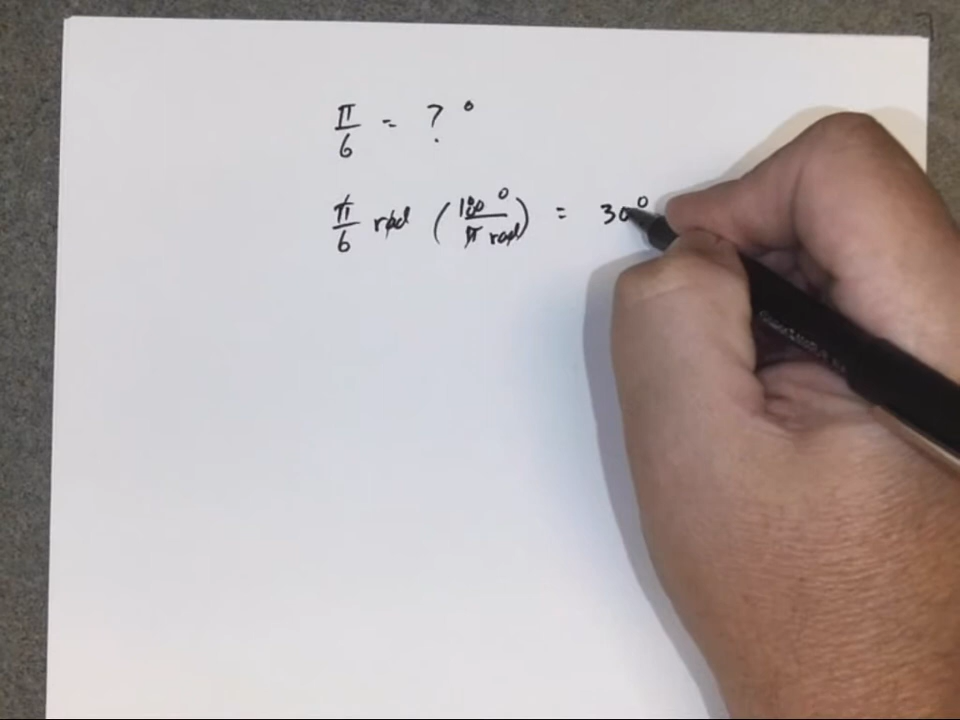 π/6 = ? °
π/6 rad (180°/π rad) = 30°